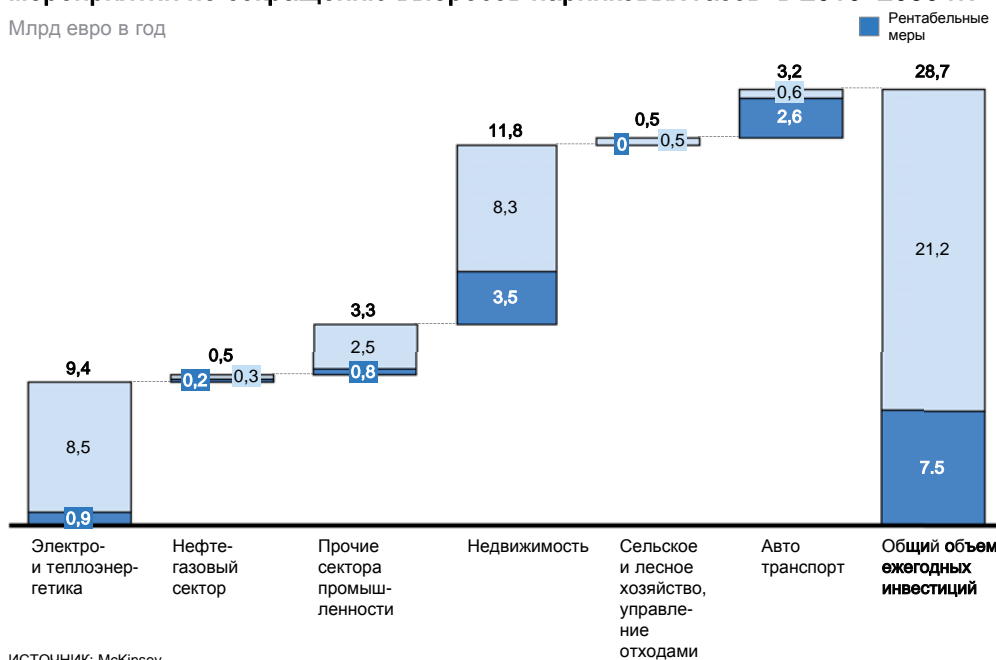 Млрд евро в год
Рентабельные
меры
9,4
8,5
0,9
0,5
0,2
0,3
3,3
2,5
0,8
11,8
8,3
3,5
0,5
0
0,5
3,2
0,6
2,6
28,7
21,2
7.5
Электро-
и теплоэнер-
гетика
Нефте-
газовый
сектор
Прочие
сектора
промыш-
ленности
Недвижимость
Сельское
и лесное
хозяйство,
управле-
ние
отходами
Авто
транспорт
Общий объем
ежегодных
инвестиций
ИСТОЧНИК: McKinsey